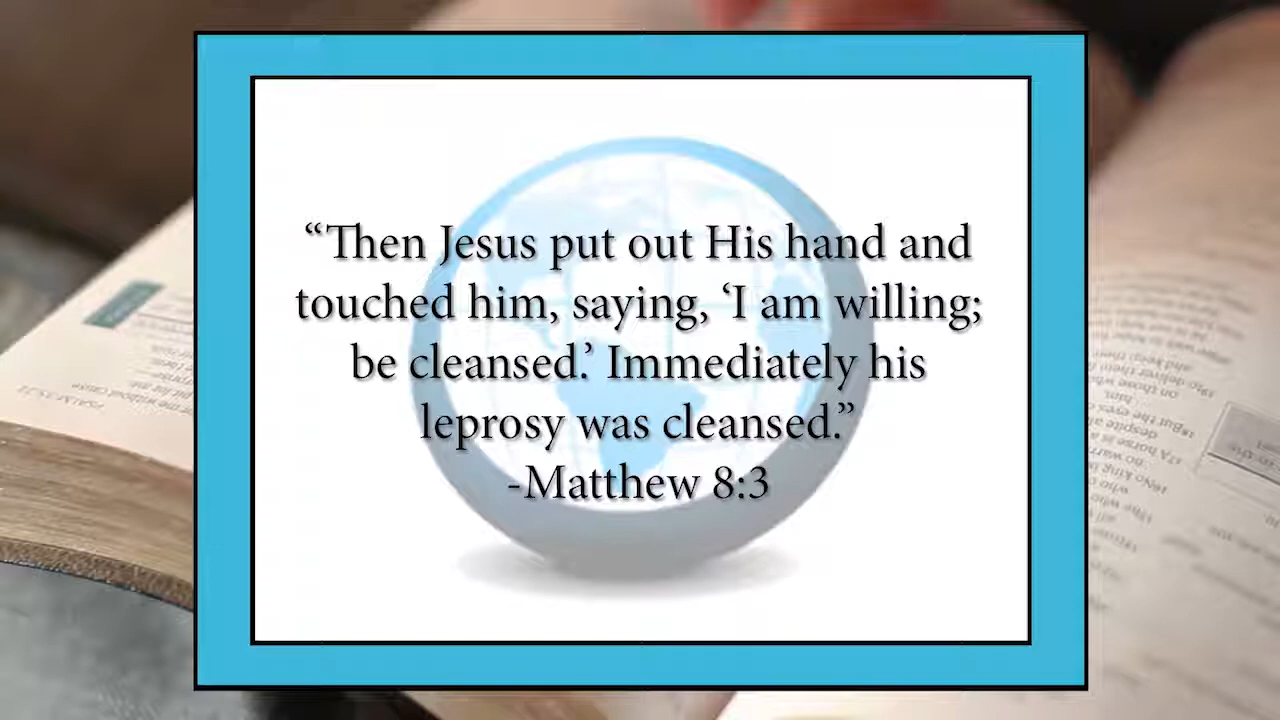 “Then Jesus put out His hand and
touched him, saying, ‘I am willing;
be cleansed.’ Immediately his
leprosy was cleansed.”
-Matthew 8:3